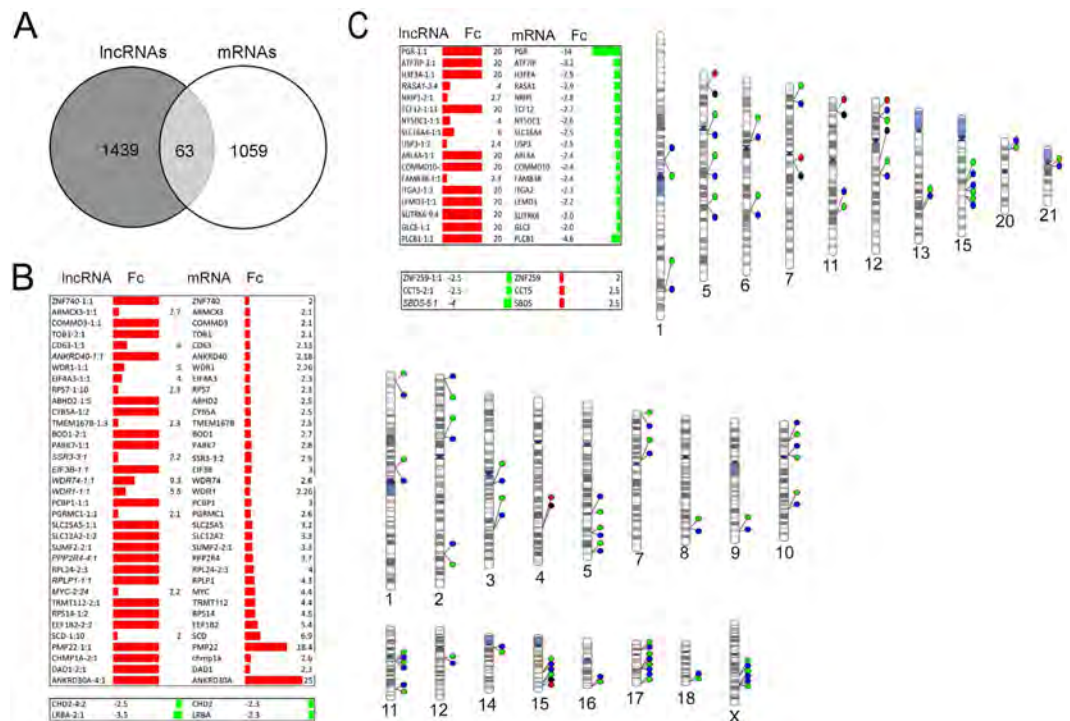 A
lncRNAs
mRNAs
1439
63
1059
B
lncRNA Fc mRNA Fc
ZNF740-1:1 ZNF740 2
ARMCX3-1:1 2.7 ARMCX3 2.1
COMMD3-1:1 COMMD3 2.1
TOB1-2:1 TOB1 2.1
CD63-1:1 CD63 2.13
ANKRD40-1:1 ANKRD40 2.18
WDR1-1:1 5 WDR1 2.26
EIF4A3-1:1 4 EIF4A3 2.3
RPS7-1:10 2.3 RPS7 2.3
ABHD2-1:5 ABHD2 2.5
CYB5A-1:2 CYB5A 2.5
TMEM167B-1:3 2.3 TMEM167B 2.5
BOD1-2:1 BOD1 2.7
PARK7-1:1 PARK7 2.8
SSR3-3:1 2.2 SSR3-3:2 2.9
EIF3B-1:1 EIF3B 3
WDR74-1:1 9.3 WDR74 2.6
WDR1-1:1 5.6 WDR1 2.26
PCBP1-1:1 PCBP1 3
PGRMC1-1:1 2.1 PGRMC1 2.6
SLC25A5-1:1 SLC25A5 3.2
SLC12A2-1:2 SLC12A2 3.3
SUMF2-2:1 SUMF2-2:1 3.3
PPP2R4-4:1 PPP2R4 3.7
RPL24-2:3 RPL24-2:3 4
RPLP1-1:1 RPLP1 4.3
MYC-2:24 2.2 MYC 4.4
TRMT112-2:1 TRMT112 4.4
RPS14-1:2 RPS14 4.5
EEF1B2-2:2 EEF1B2 5.4
SCD-1:10 2 SCD 6.9
PMP22-1:1 PMP22 18.4
CHMP1A-2:1 chmp1a 2.6
DAD1-2:1 DAD1 2.3
ANKRD30A-4:1 ANKRD30A 25
CHD2-4:2 -2.5 CHD2 -2.3
LRBA-2:1 -3.5 LRBA -2.3
C
lncRNA Fc mRNA Fc
PGR-1:1 20 PGR -14
ATF7IP-2:1 20 ATF7IP -3.2
H3F3A-1:1 20 H3F3A -2.9
RASA1-3:4 4 RASA1 -2.9
NRIP1-2:1 2.7 NRIP1 -2.8
TCF12-1:13 20 TCF12 -2.7
NT5DC1-1:1 4 NT5DC1 -2.6
SLC16A4-1:1 6 SLC16A4 -2.5
USP3-1:2 2.4 USP3 -2.5
ARL6A-1:1 20 ARL6A -2.4
COMMD10- 20 COMMD10 -2.4
FAM83B-1:1 2.3 FAM83B -2.4
ITGA2-1:3 20 ITGA2 -2.3
LEMD3-1:1 20 LEMD3 -2.2
SLITRK6-9:4 20 SLITRK6 -2.0
GLCE-1:1 20 GLCE -2.0
PLCB1-1:1 20 PLCB1 -4.6
ZNF259-1:1 -2.5 ZNF259 2
CCT5-2:1 -2.5 CCT5 2
SBDS-5:1 -4 SBDS 2.5
1 5 6 7 11 12 13 15 20 21
1 2 3 4 5 7 8 9 10
11 12 14 15 16 17 18 X